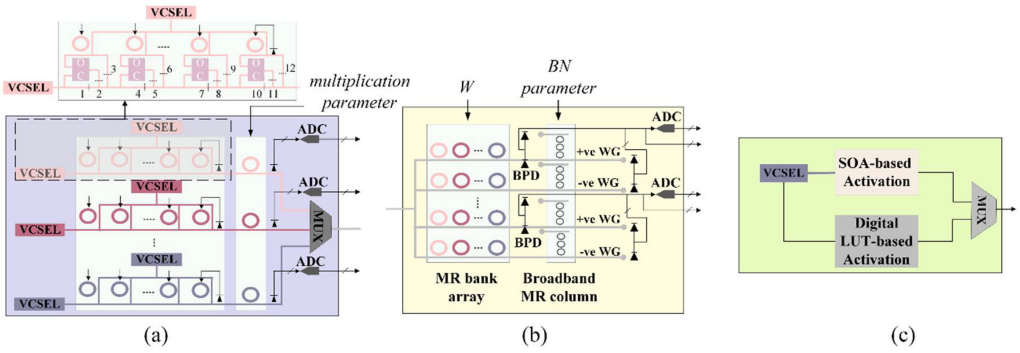 VCSEL
O C O C O C O C
3 6 9 12
VCSEL
1 2 4 5 7 8 10 11
multiplication
parameter
VCSEL
VCSEL
VCSEL
VCSEL
VCSEL
VCSEL
ADC
ADC
ADC
MUX
(a)
W
BN
parameter
ADC
+ve WG
BPD
-ve WG
ADC
+ve WG
BPD
-ve WG
MR bank
array
Broadband
MR column
(b)
VCSEL
SOA-based
Activation
Digital
LUT-based
Activation
MUX
(c)